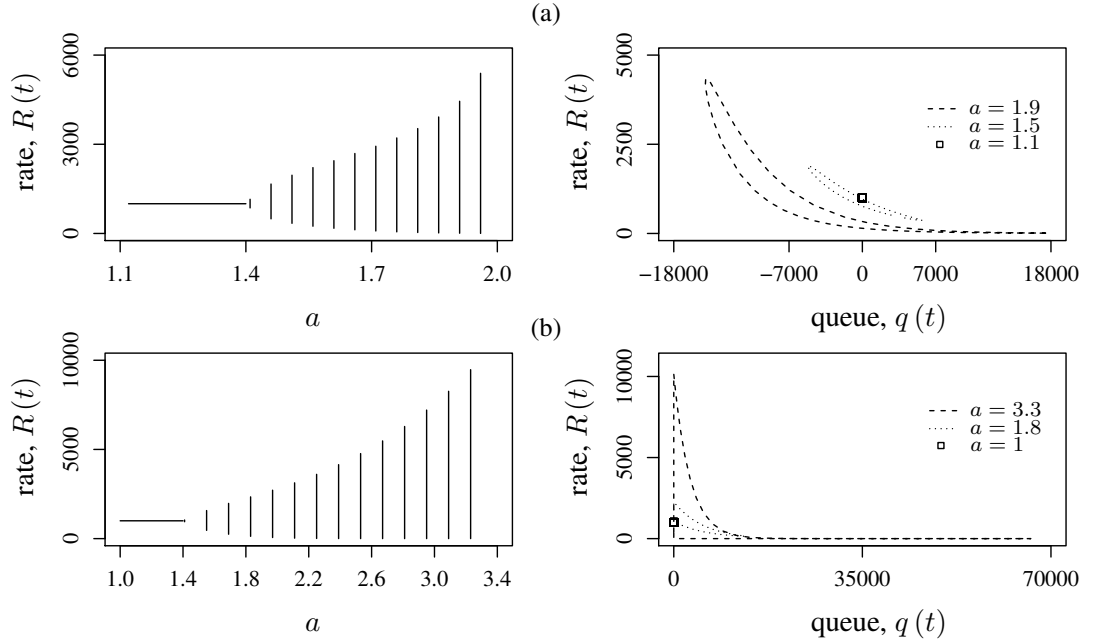 (a)
rate, R (t)
0 3000 6000
1.1 1.4 1.7 2.0
a
rate, R (t)
0 2500 5000
a = 1.9
a = 1.5
a = 1.1
−18000 −7000 0 7000 18000
queue, q (t)
(b)
rate, R (t)
0 5000 10000
1.0 1.4 1.8 2.2 2.6 3.0 3.4
a
rate, R (t)
0 5000 10000
a = 3.3
a = 1.8
a = 1
0 35000 70000
queue, q (t)